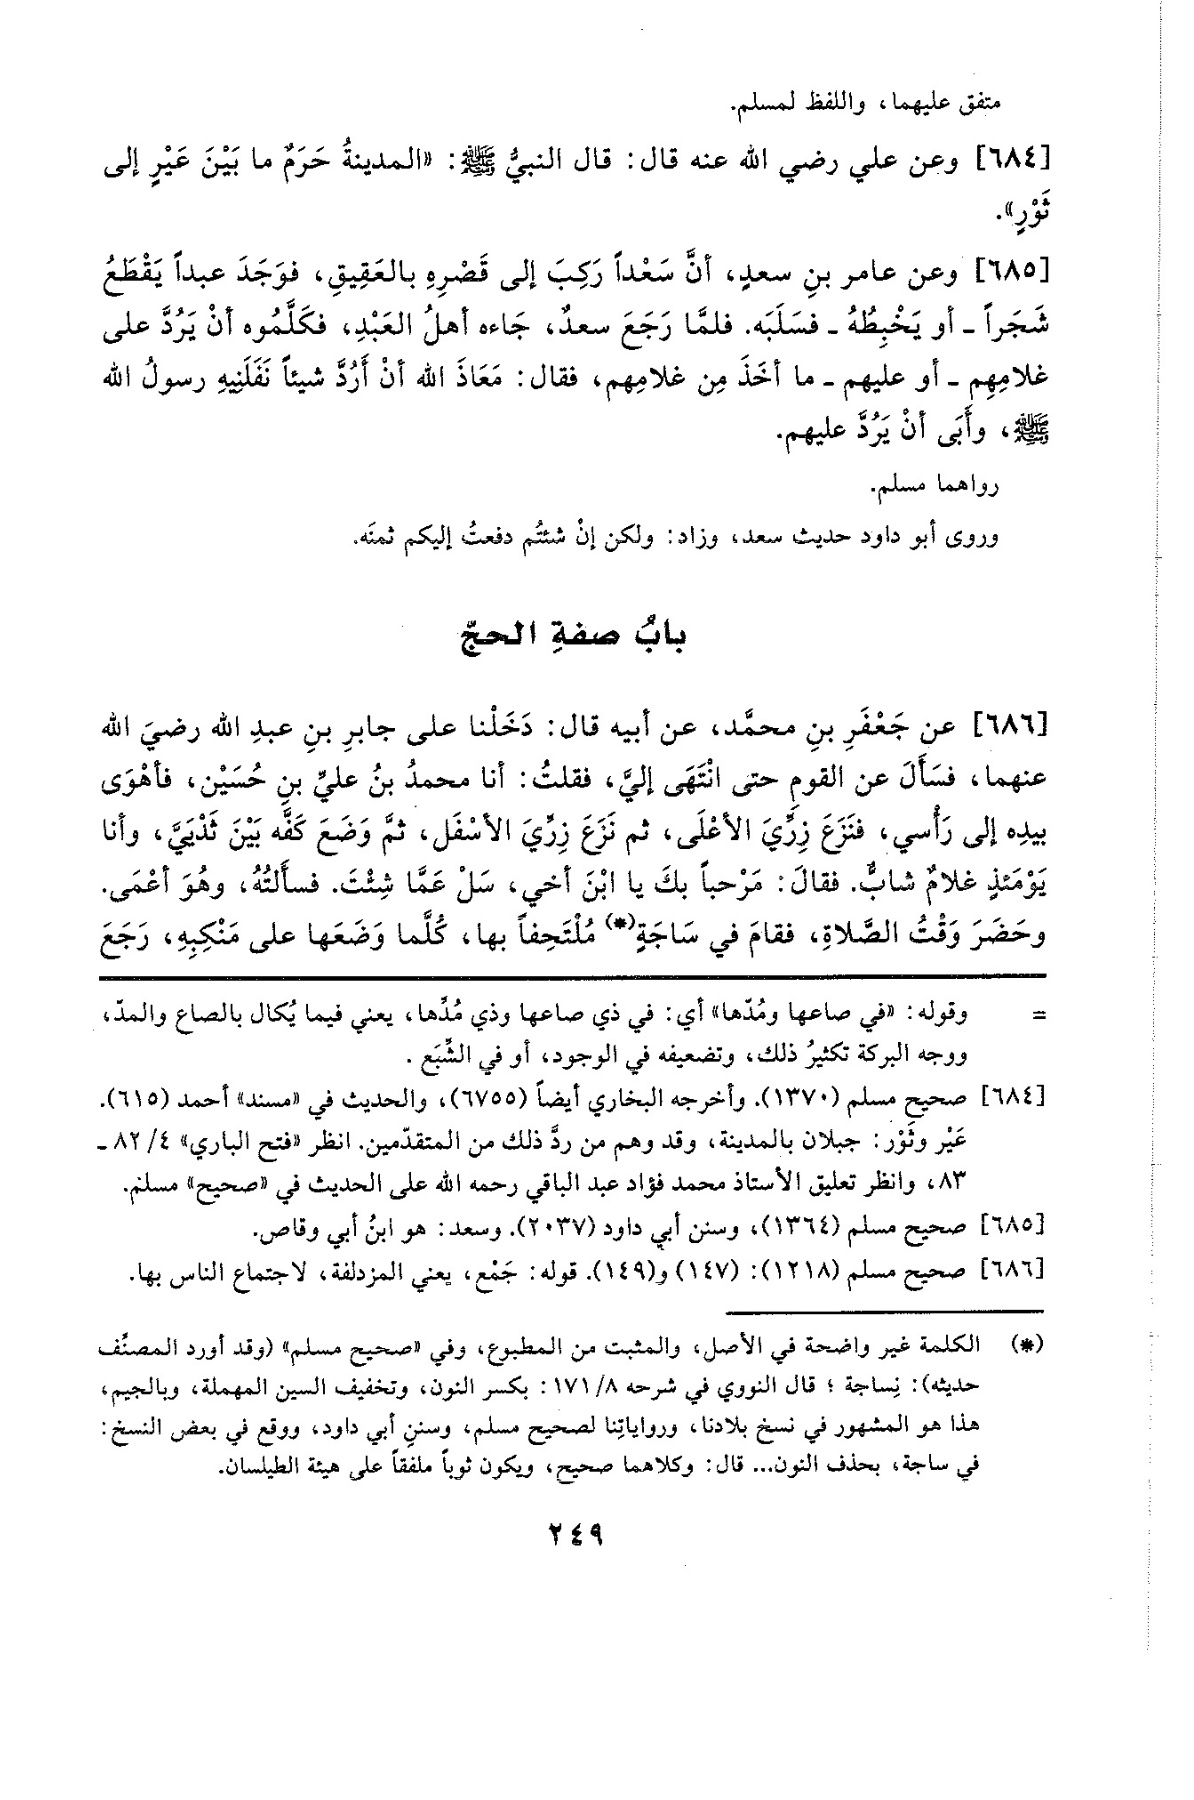 متفق عليهما، واللفظ لمسلم.
[٦٨٤] وعن علي رضي الله عنه قال: قال النبيُّ ﷺ: «المدينةُ حَرَمٌ ما بَيْنَ عَيْرٍ إلى
ثَوْرٍ».
[٦٨٥] وعن عامر بنِ سعدٍ، أنَّ سَعْداً رَكِبَ إلى قَصْرِهِ بالعَقِيقِ، فوَجَدَ عبداً يَقْطَعُ
شَجَراً ـ أو يَخْبِطُهُ ـ فسَلَبَه. فلمَّا رَجَعَ سعدٌ، جَاءه أهلُ العَبْدِ، فكَلَّمُوه أنْ يَرُدَّ على
غلامِهِم ـ أو عليهم ـ ما أخَذَ مِن غلامِهم، فقال: مَعَاذَ الله أنْ أَرُدَّ شيئاً نَفَلَنِيهِ رسولُ الله
ﷺ، وأَبَى أنْ يَرُدَّ عليهم.
رواهما مسلم.
وروى أبو داود حديث سعد، وزاد: ولكن إنْ شئتُم دفعتُ إليكم ثمنَه.
بابُ صفةِ الحجّ
[٦٨٦] عن جَعْفَرِ بنِ محمَّد، عن أبيه قال: دَخَلْنا على جابرِ بنِ عبدِ الله رضيَ الله
عنهما، فسَأَلَ عن القومِ حتى انْتَهَى إليَّ، فقلتُ: أنا محمدُ بنُ عليِّ بنِ حُسَيْن، فأهْوَى
بيدِه إلى رَأْسي، فنَزَعَ زِرِّيَ الأعْلَى، ثم نَزَعَ زِرِّيَ الأسْفَل، ثمَّ وَضَعَ كفَّه بَيْنَ ثَدْيَيَّ، وأنا
يَوْمَئذٍ غلامٌ شابٌّ. فقالَ: مَرْحباً بكَ يا ابْنَ أخي، سَلْ عَمَّا شِئْتَ. فسألتُهُ، وهُوَ أعْمَى.
وحَضَرَ وَقْتُ الصَّلاةِ، فقامَ في سَاجَةٍ(*) مُلْتَحِفاً بها، كُلَّما وَضَعَها على مَنْكِبِهِ، رَجَعَ
= وقوله: «في صاعها ومُدّها» أي: في ذي صاعها وذي مُدِّها، يعني فيما يُكال بالصاع والمدّ،
ووجه البركة تكثيرُ ذلك، وتضعيفه في الوجود، أو في الشِّبَع .
[٦٨٤] صحيح مسلم (١٣٧٠). وأخرجه البخاري أيضاً (٦٧٥٥)، والحديث في «مسند» أحمد (٦١٥).
عَيْر وثَوْر: جبلان بالمدينة، وقد وهم من ردَّ ذلك من المتقدّمين. انظر «فتح الباري» ٤/ ٨٢ ـ
٨٣، وانظر تعليق الأستاذ محمد فؤاد عبد الباقي رحمه الله على الحديث في «صحيح» مسلم.
[٦٨٥] صحيح مسلم (١٣٦٤)، وسنن أبي داود (٢٠٣٧). وسعد: هو ابنُ أبي وقاص.
[٦٨٦] صحيح مسلم (١٢١٨): (١٤٧) و(١٤٩). قوله: جَمْع، يعني المزدلفة، لاجتماع الناس بها.
(*) الكلمة غير واضحة في الأصل، والمثبت من المطبوع، وفي «صحيح مسلم» (وقد أورد المصنّف
حديثه): نِساجة ؛ قال النووي في شرحه ٨/ ١٧١: بكسر النون، وتخفيف السين المهملة، وبالجيم،
هذا هو المشهور في نسخ بلادنا، ورواياتِنا لصحيح مسلم، وسننِ أبي داود، ووقع في بعض النسخ:
في ساجة، بحذف النون... قال: وكلاهما صحيح، ويكون ثوباً ملفقاً على هيئة الطيلسان.
٢٤٩